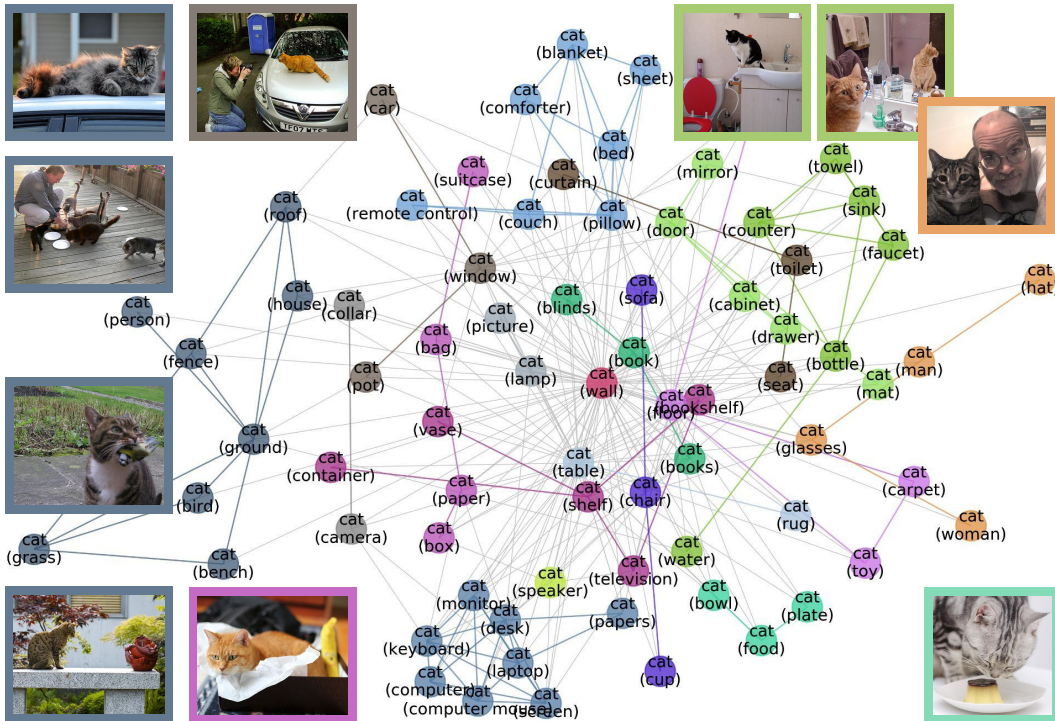 cat
(blanket)
cat
(sheet)
cat
(car)
cat
(comforter)
cat
(bed)
cat
(suitcase)
cat
(curtain)
cat
(mirror)
cat
(towel)
cat
(roof)
cat
(remote control)
cat
(couch)
cat
(pillow)
cat
(door)
cat
(counter)
cat
(sink)
cat
(faucet)
cat
(window)
cat
(toilet)
cat
(hat)
cat
(person)
cat
(house)
cat
(collar)
cat
(picture)
cat
(blinds)
cat
(sofa)
cat
(cabinet)
cat
(drawer)
cat
(fence)
cat
(bag)
cat
(book)
cat
(bottle)
cat
(man)
cat
(pot)
cat
(lamp)
cat
(wall)
cat
(seat)
cat
(mat)
cat
(floor)
cat
(bookshelf)
cat
(ground)
cat
(vase)
cat
(glasses)
cat
(container)
cat
(table)
cat
(books)
cat
(bird)
cat
(paper)
cat
(shelf)
cat
(chair)
cat
(carpet)
cat
(rug)
cat
(woman)
cat
(grass)
cat
(bench)
cat
(camera)
cat
(box)
cat
(water)
cat
(toy)
cat
(monitor)
cat
(speaker)
cat
(television)
cat
(bowl)
cat
(plate)
cat
(desk)
cat
(papers)
cat
(keyboard)
cat
(laptop)
cat
(food)
cat
(computer)
cat
(computer mouse)
cat
(screen)
cat
(cup)